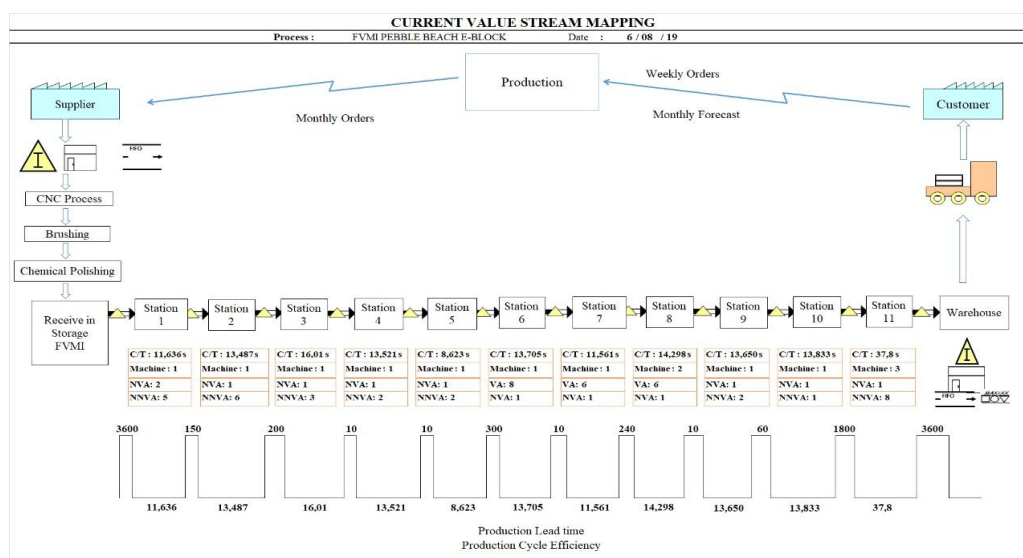 CURRENT VALUE STREAM MAPPING
Process : FVMI PEBBLE BEACH E-BLOCK Date : 6 / 08 / 19
Supplier
Production
Customer
Monthly Orders
Weekly Orders
Monthly Forecast
I
FIFO
CNC Process
Brushing
Chemical Polishing
Receive in
Storage
FVMI
Station
1
Station
2
Station
3
Station
4
Station
5
Station
6
Station
7
Station
8
Station
9
Station
10
Station
11
Warehouse
C/T : 11,636 s
Machine : 1
NVA: 2
NNVA: 5
C/T : 13,487 s
Machine : 1
NVA: 1
NNVA: 6
C/T : 16,01 s
Machine : 1
NVA: 1
NNVA: 3
C/T : 13,521 s
Machine : 1
NVA: 1
NNVA: 2
C/T : 8,623 s
Machine : 1
NVA: 1
NNVA: 2
C/T : 13,705 s
Machine : 1
VA: 8
NVA: 1
C/T : 11,561 s
Machine : 1
VA: 6
NVA: 1
C/T : 14,298 s
Machine : 2
VA: 6
NVA: 1
C/T : 13,650 s
Machine : 1
NVA: 1
NNVA: 2
C/T : 13,833 s
Machine : 1
NVA: 1
NNVA: 1
C/T : 37,8 s
Machine : 3
NVA: 1
NNVA: 8
I
FIFO
3600 150 200 10 10 300 10 240 10 60 1800 3600
11,636 13,487 16,01 13,521 8,623 13,705 11,561 14,298 13,650 13,833 37,8
Production Lead time
Production Cycle Efficiency